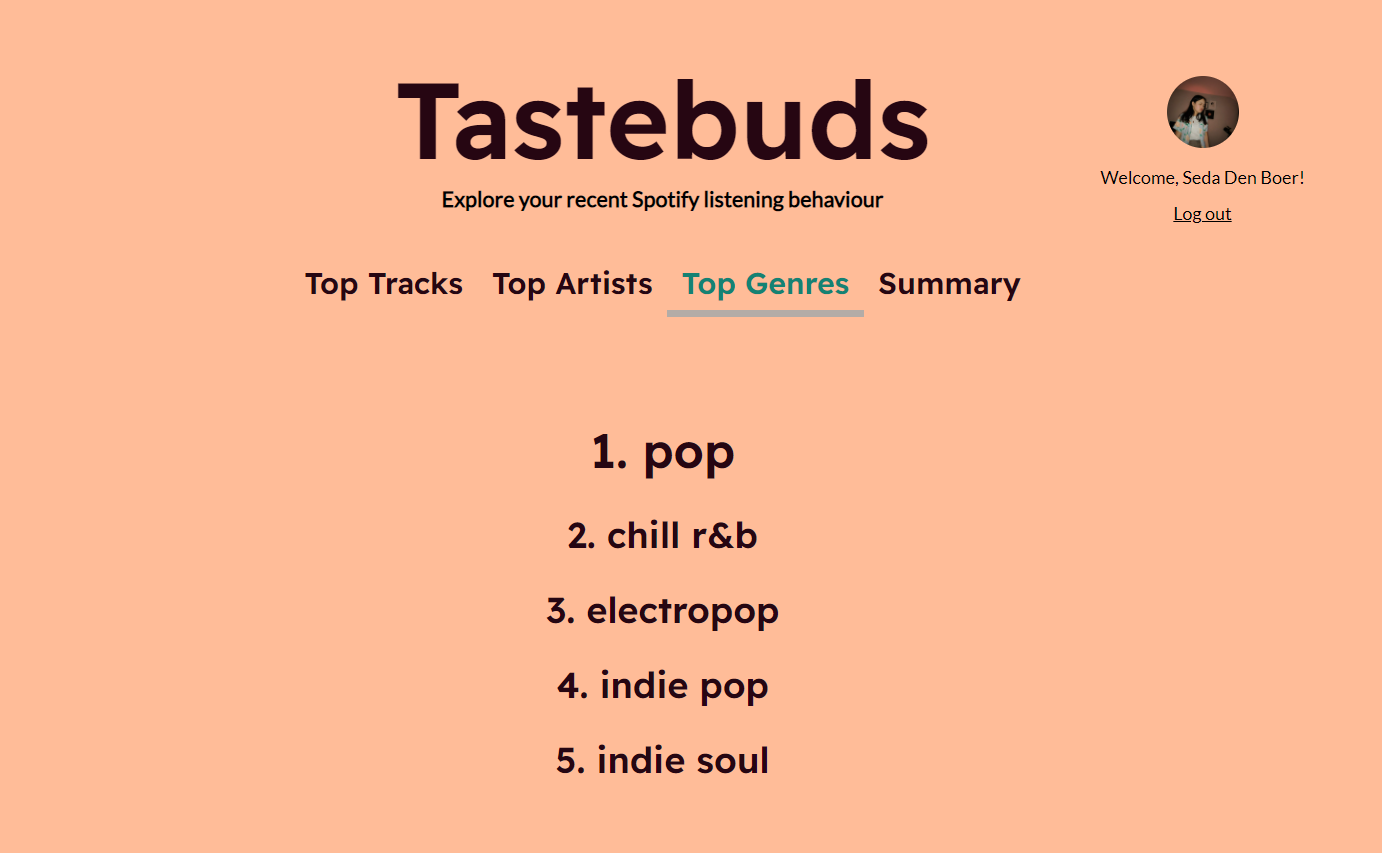 Tastebuds
Explore your recent Spotify listening behaviour
Welcome, Seda Den Boer!
Log out
Top Tracks Top Artists Top Genres Summary
1. pop
2. chill r&b
3. electropop
4. indie pop
5. indie soul